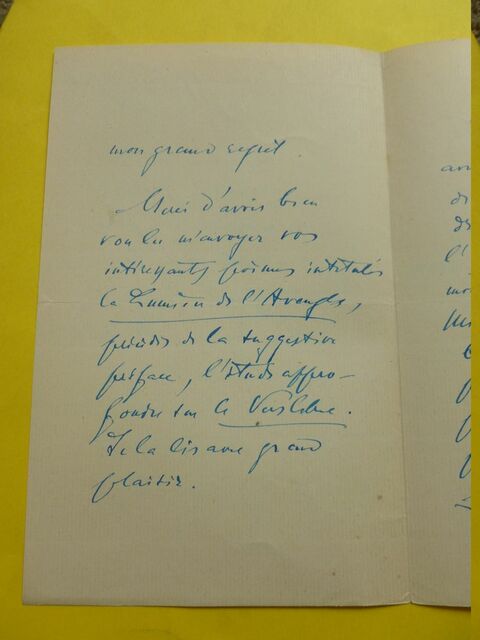 mon grand regret.
Merci d'avoir bien
voulu m'envoyer vos
intéressants poèmes intitulés
la Lumière de l'Aveugle,
précédés de la suggestive
préface, l'étude appro-
fondie sur le Vers libre.
Je la lis avec grand
plaisir.